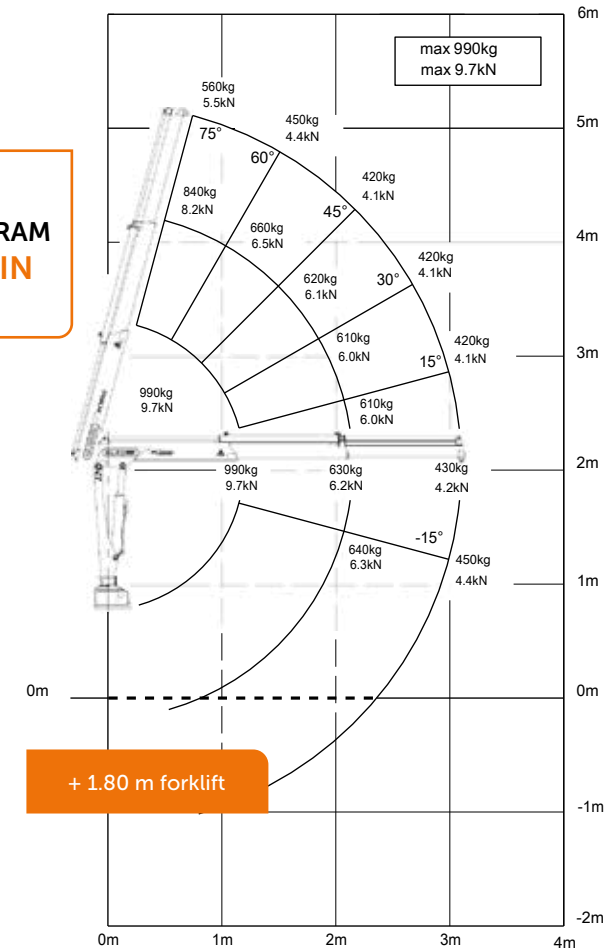 6m
max 990kg
max 9.7kN
560kg
5.5kN
75°
450kg
4.4kN
5m
60°
840kg
8.2kN
420kg
4.1kN
45°
RAM
IN
660kg
6.5kN
4m
420kg
4.1kN
620kg
6.1kN
30°
610kg
6.0kN
420kg
4.1kN
3m
15°
990kg
9.7kN
610kg
6.0kN
990kg
9.7kN
630kg
6.2kN
430kg
4.2kN
2m
-15°
640kg
6.3kN
450kg
4.4kN
1m
0m
0m
+ 1.80 m forklift
-1m
-2m
0m
1m
2m
3m
4m